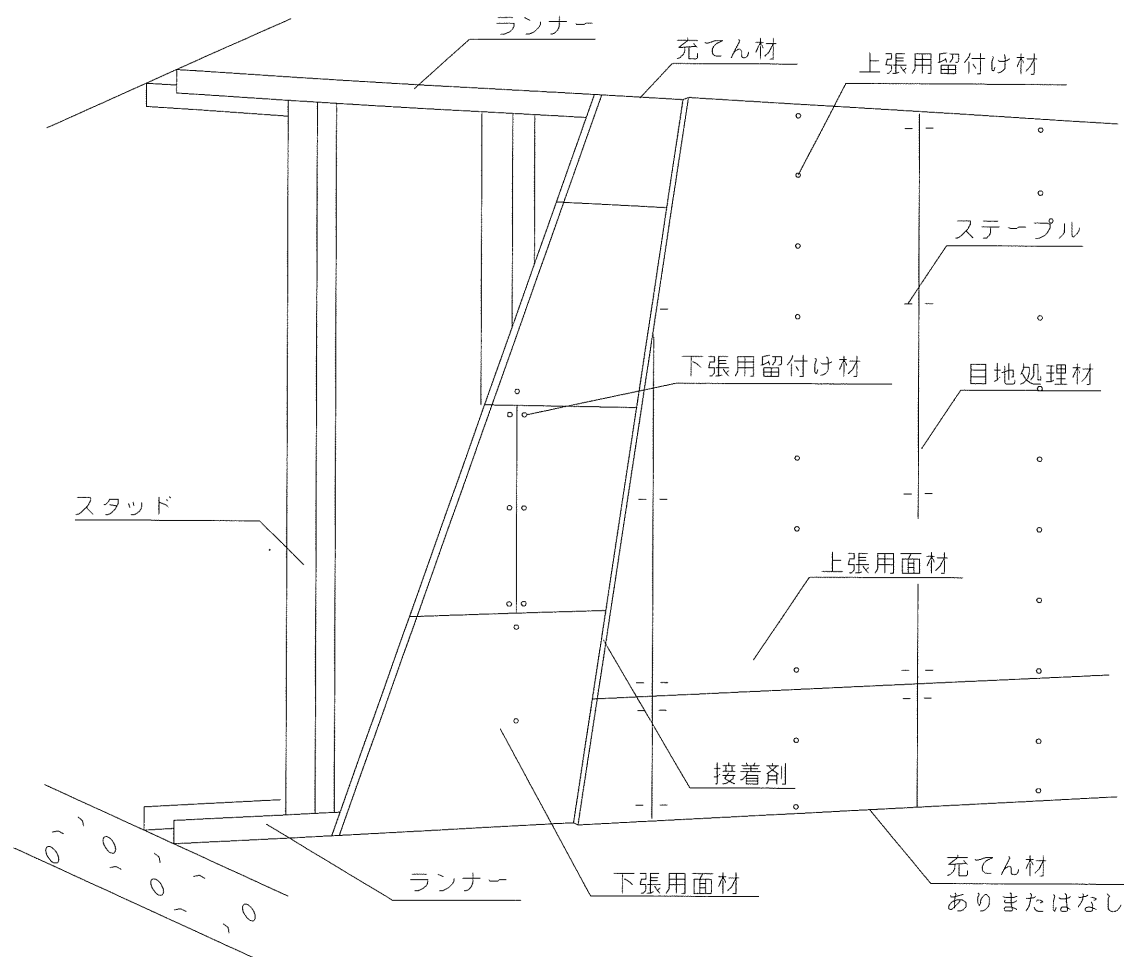 ランナー
充てん材
上張用留付け材
ステープル
下張用留付け材
目地処理材
スタッド
上張用面材
接着剤
ランナー
下張用面材
充てん材
ありまたはなし